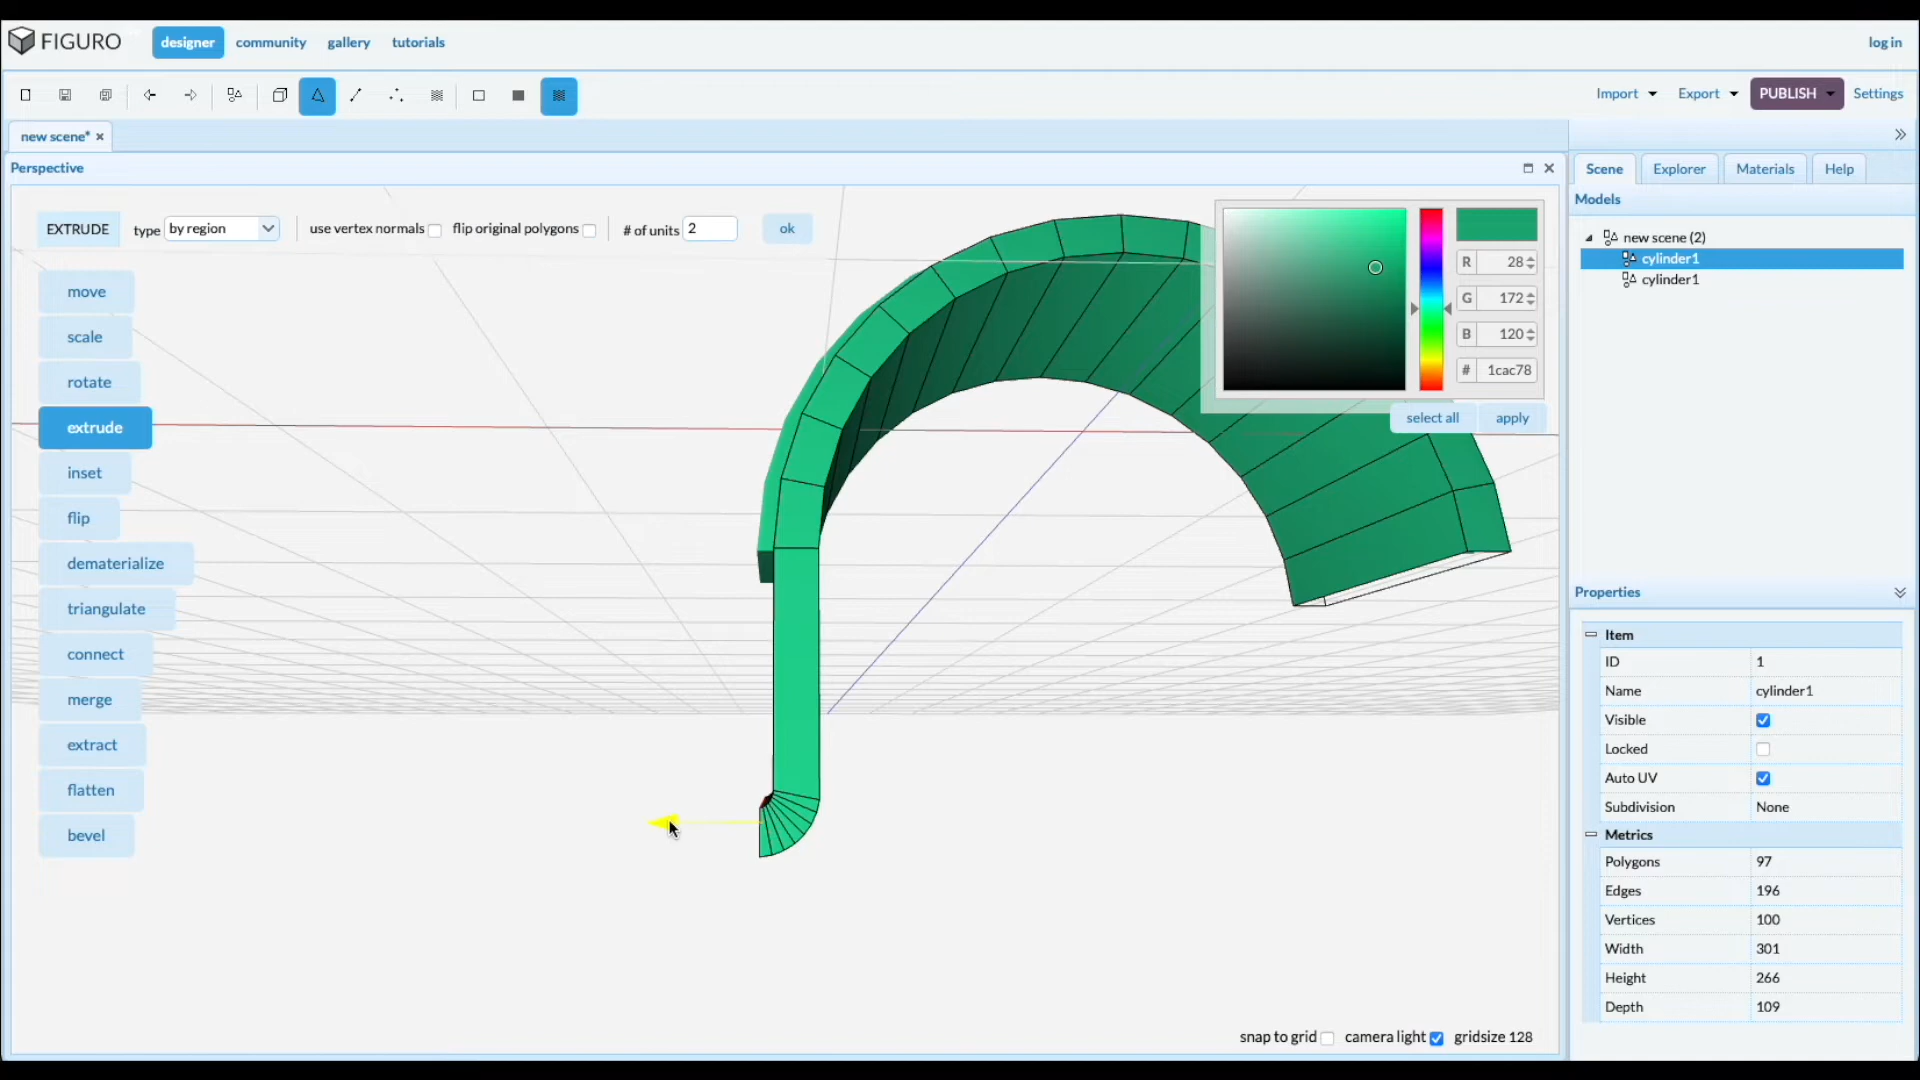 FIGURO designer community gallery tutorials log in
Import Export PUBLISH Settings
new scene*
Perspective
EXTRUDE type by region use vertex normals flip original polygons # of units 2 ok
move
scale
rotate
extrude
inset
flip
dematerialize
triangulate
connect
merge
extract
flatten
bevel
R 28
G 172
B 120
# 1cac78
select all apply
snap to grid camera light gridsize 128
Scene Explorer Materials Help
Models
new scene (2)
cylinder1
cylinder1
Properties
Item
ID 1
Name cylinder1
Visible
Locked
Auto UV
Subdivision None
Metrics
Polygons 97
Edges 196
Vertices 100
Width 301
Height 266
Depth 109